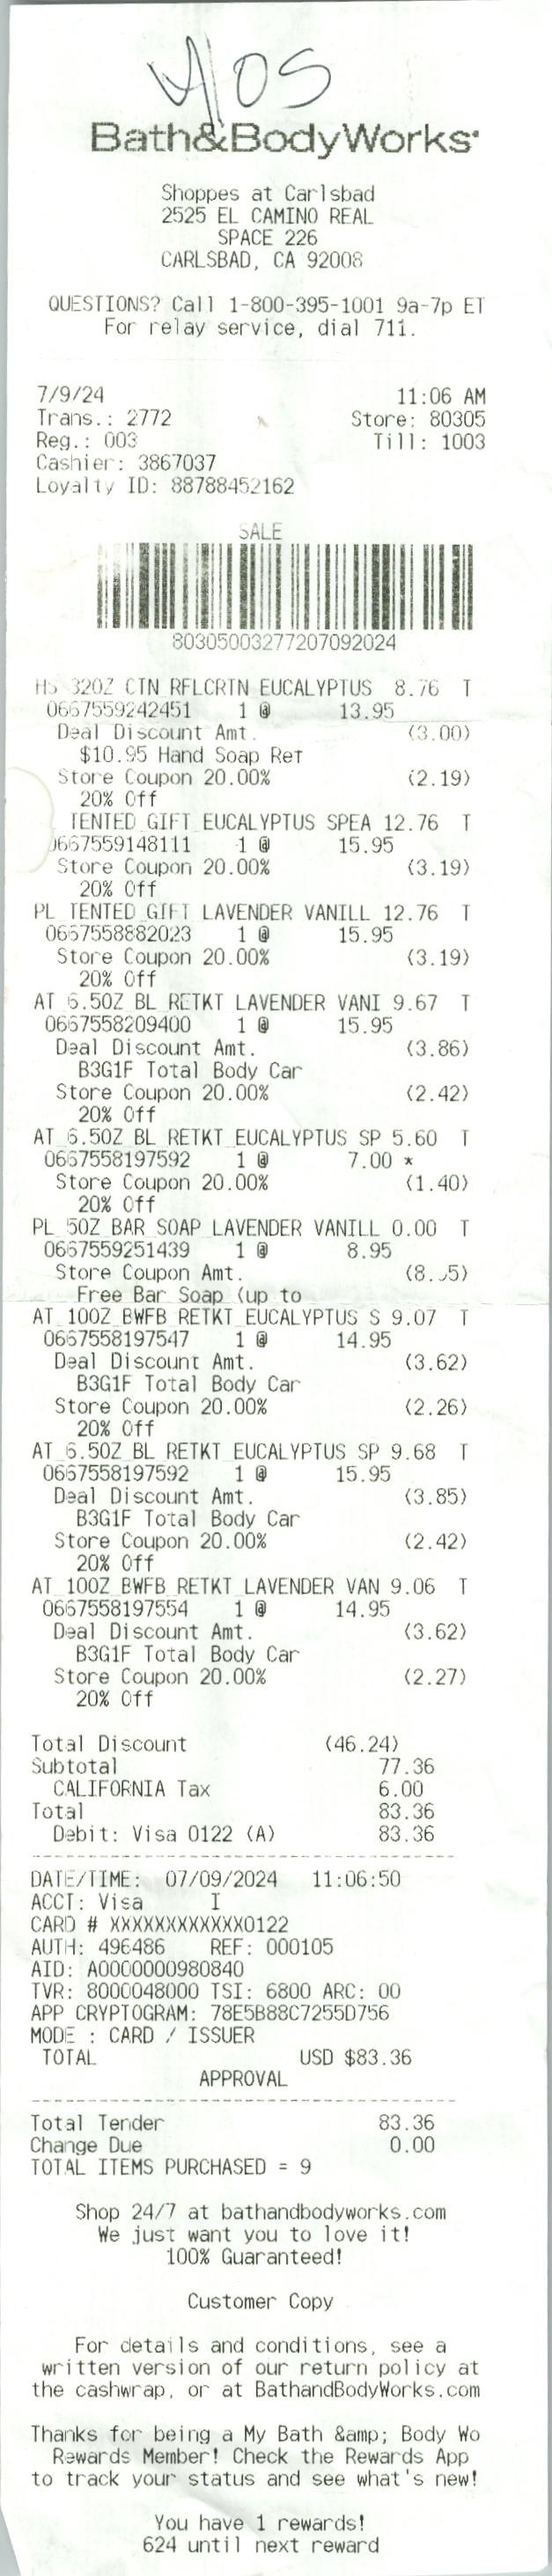 4/05
Bath&BodyWorks
Shoppes at Carlsbad
2525 EL CAMINO REAL
SPACE 226
CARLSBAD, CA 92008
QUESTIONS? Call 1-800-395-1001 9a-7p ET
For relay service, dial 711.
7/9/24 11:06 AM
Trans.: 2772 Store: 80305
Reg.: 003 Till: 1003
Cashier: 3867037
Loyalty ID: 88788452162
SALE
80305003277207092024
HS 32OZ CTN RFLCRTN EUCALYPTUS 8.76 T
0667559242451 1 @ 13.95
Deal Discount Amt. (3.00)
$10.95 Hand Soap Ref
Store Coupon 20.00% (2.19)
20% Off
TENTED GIFT EUCALYPTUS SPEA 12.76 T
0667559148111 1 @ 15.95
Store Coupon 20.00% (3.19)
20% Off
PL TENTED GIFT LAVENDER VANILL 12.76 T
0667558882023 1 @ 15.95
Store Coupon 20.00% (3.19)
20% Off
AT 6.5OZ BL RETKT LAVENDER VANI 9.67 T
0667558209400 1 @ 15.95
Deal Discount Amt. (3.86)
B3G1F Total Body Car
Store Coupon 20.00% (2.42)
20% Off
AT 6.5OZ BL RETKT EUCALYPTUS SP 5.60 T
0667558197592 1 @ 7.00 *
Store Coupon 20.00% (1.40)
20% Off
PL 5OZ BAR SOAP LAVENDER VANILL 0.00 T
0667559251439 1 @ 8.95
Store Coupon Amt.
Free Bar Soap (up to
AT 10OZ BWFB RETKT EUCALYPTUS S 9.07 T
0667558197547 1 @ 14.95
Deal Discount Amt. (3.62)
B3G1F Total Body Car
Store Coupon 20.00% (2.26)
20% Off
AT 6.5OZ BL RETKT EUCALYPTUS SP 9.68 T
0667558197592 1 @ 15.95
Deal Discount Amt. (3.85)
B3G1F Total Body Car
Store Coupon 20.00% (2.42)
20% Off
AT 10OZ BWFB RETKT LAVENDER VAN 9.06 T
0667558197554 1 @ 14.95
Deal Discount Amt. (3.62)
B3G1F Total Body Car
Store Coupon 20.00% (2.27)
20% Off
Total Discount (46.24)
Subtotal 77.36
CALIFORNIA Tax 6.00
Total 83.36
Debit: Visa 0122 (A) 83.36
DATE/TIME: 07/09/2024 11:06:50
ACCT: Visa I
CARD # XXXXXXXXXXXX0122
AUTH: 496486 REF: 000105
AID: A0000000980840
TVR: 8000048000 TSI: 6800 ARC: 00
APP CRYPTOGRAM: 78E5B88C7255D756
MODE : CARD / ISSUER
TOTAL USD $83.36
APPROVAL
Total Tender 83.36
Change Due 0.00
TOTAL ITEMS PURCHASED = 9
Shop 24/7 at bathandbodyworks.com
We just want you to love it!
100% Guaranteed!
Customer Copy
For details and conditions, see a
written version of our return policy at
the cashwrap, or at BathandBodyWorks.com
Thanks for being a My Bath &amp; Body Wo
Rewards Member! Check the Rewards App
to track your status and see what's new!
You have 1 rewards!
624 until next reward